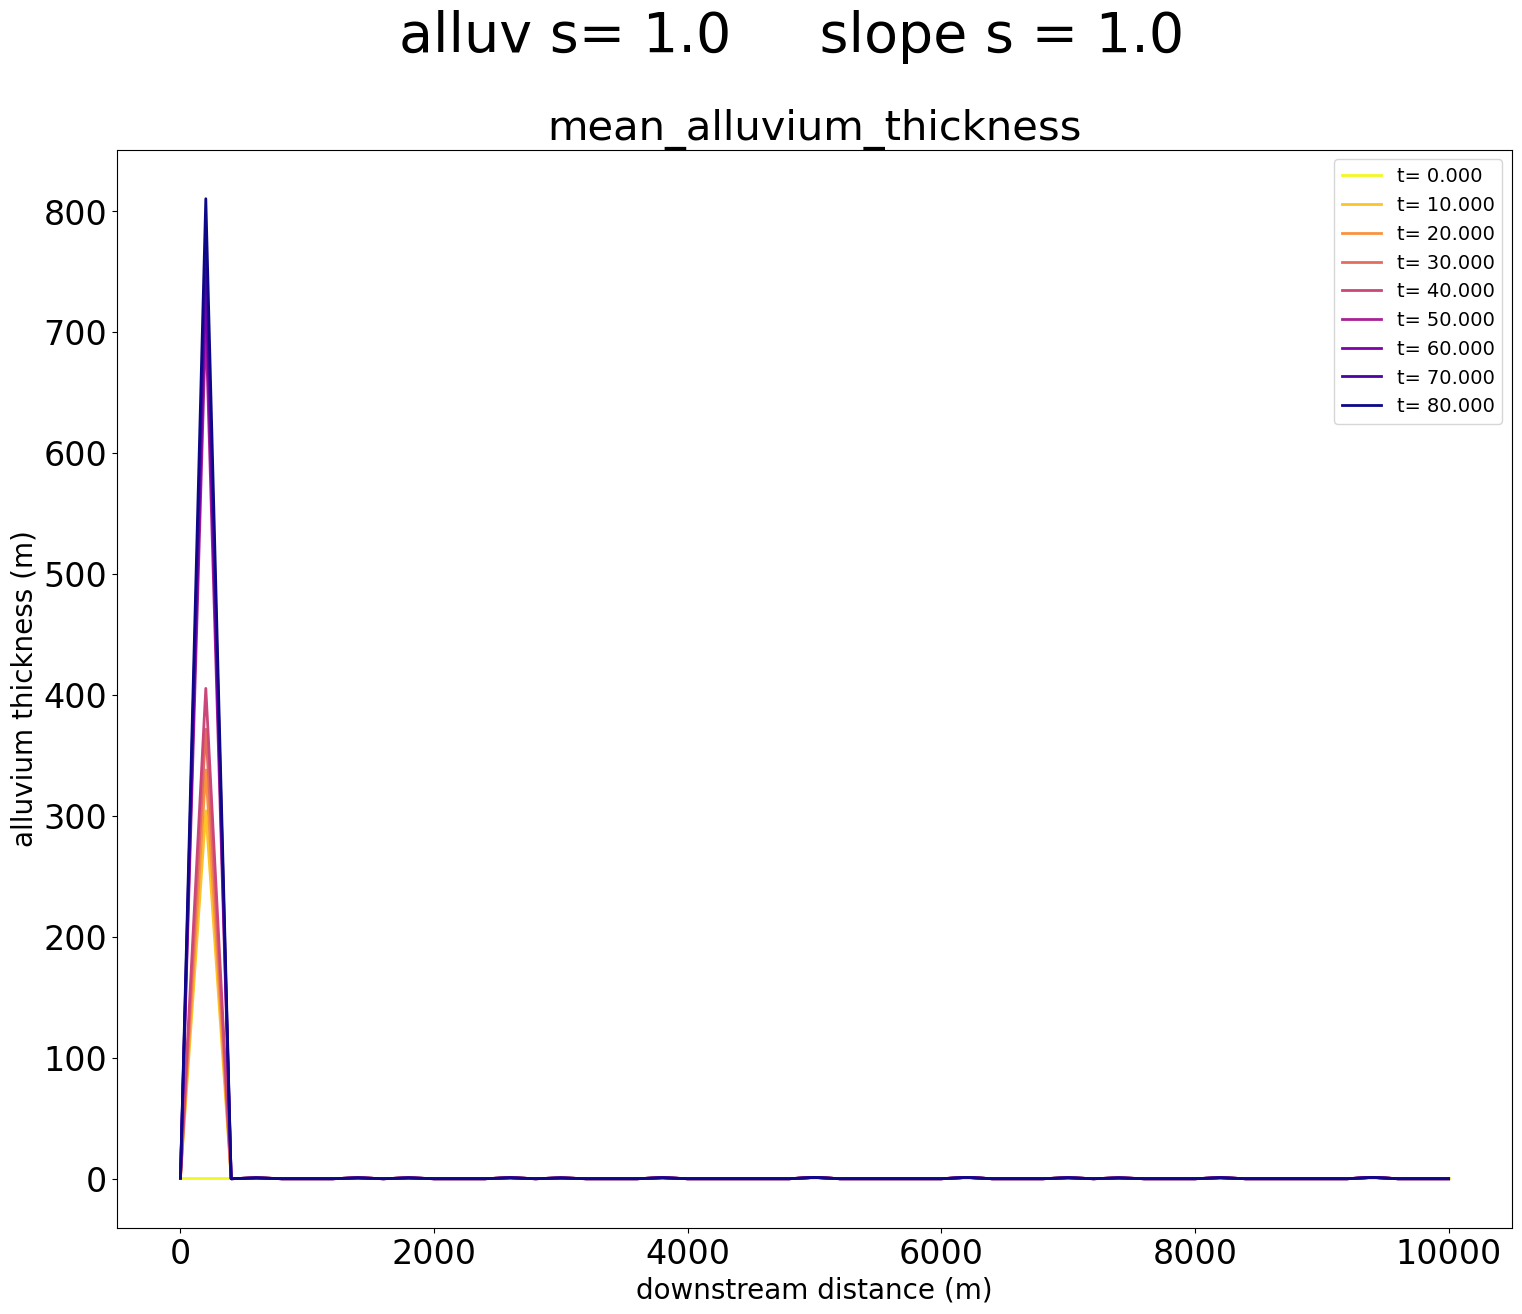 alluv s= 1.0 slope s = 1.0
mean_alluvium_thickness
t= 0.000
t= 10.000
t= 20.000
t= 30.000
t= 40.000
t= 50.000
t= 60.000
t= 70.000
t= 80.000
alluvium thickness (m)
800
700
600
500
400
300
200
100
0
0 2000 4000 6000 8000 10000
downstream distance (m)